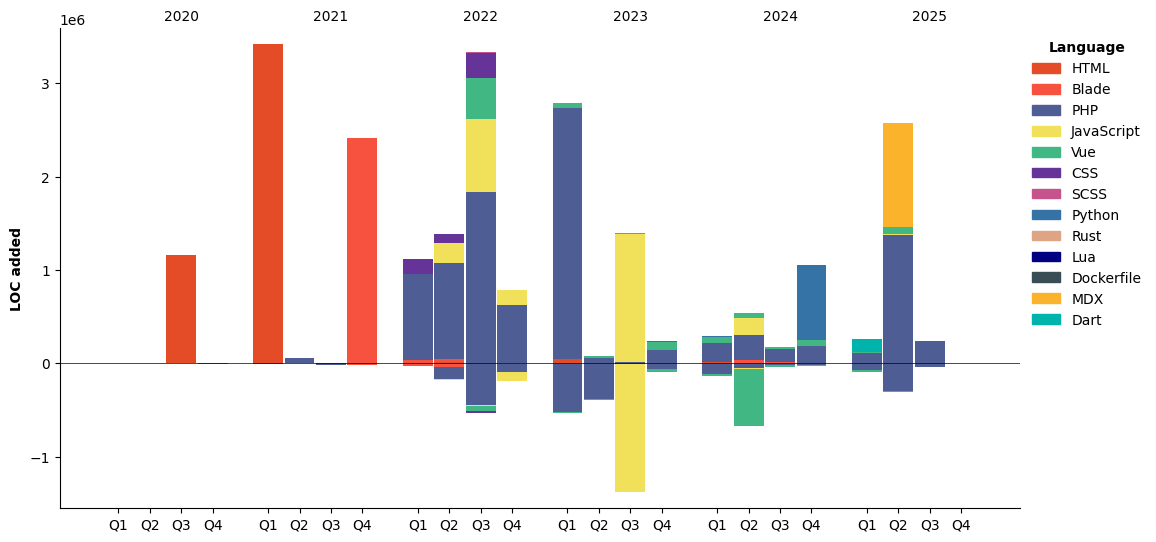 2020 2021 2022 2023 2024 2025
1e6
3
2
1
0
−1
LOC added
Q1 Q2 Q3 Q4 Q1 Q2 Q3 Q4 Q1 Q2 Q3 Q4 Q1 Q2 Q3 Q4 Q1 Q2 Q3 Q4 Q1 Q2 Q3 Q4
Language
HTML
Blade
PHP
JavaScript
Vue
CSS
SCSS
Python
Rust
Lua
Dockerfile
MDX
Dart